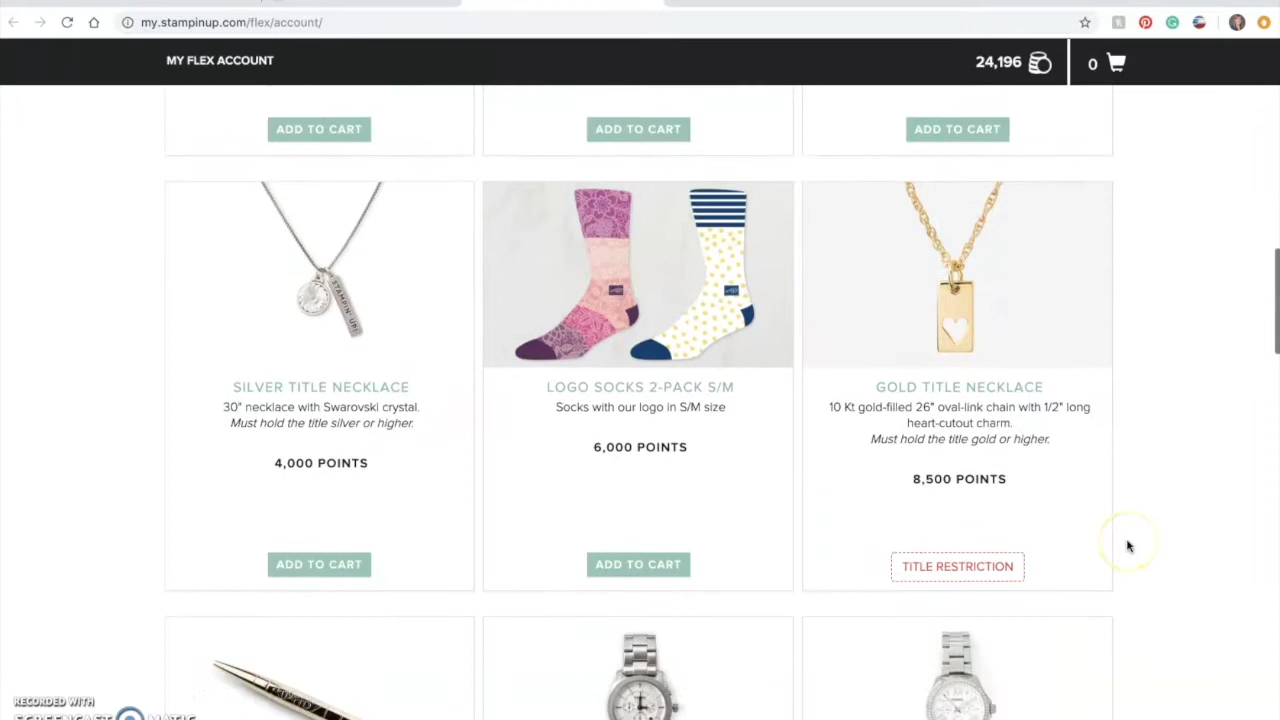 my.stampinup.com/flex/account/
MY FLEX ACCOUNT
24,196
0
ADD TO CART
ADD TO CART
ADD TO CART
STAMPIN' UP!
SILVER TITLE NECKLACE
30" necklace with Swarovski crystal.
Must hold the title silver or higher.
4,000 POINTS
ADD TO CART
LOGO SOCKS 2-PACK S/M
Socks with our logo in S/M size
6,000 POINTS
ADD TO CART
GOLD TITLE NECKLACE
10 Kt gold-filled 26" oval-link chain with 1/2" long
heart-cutout charm.
Must hold the title gold or higher.
8,500 POINTS
TITLE RESTRICTION
RECORDED WITH
SCREENCAST MATIC